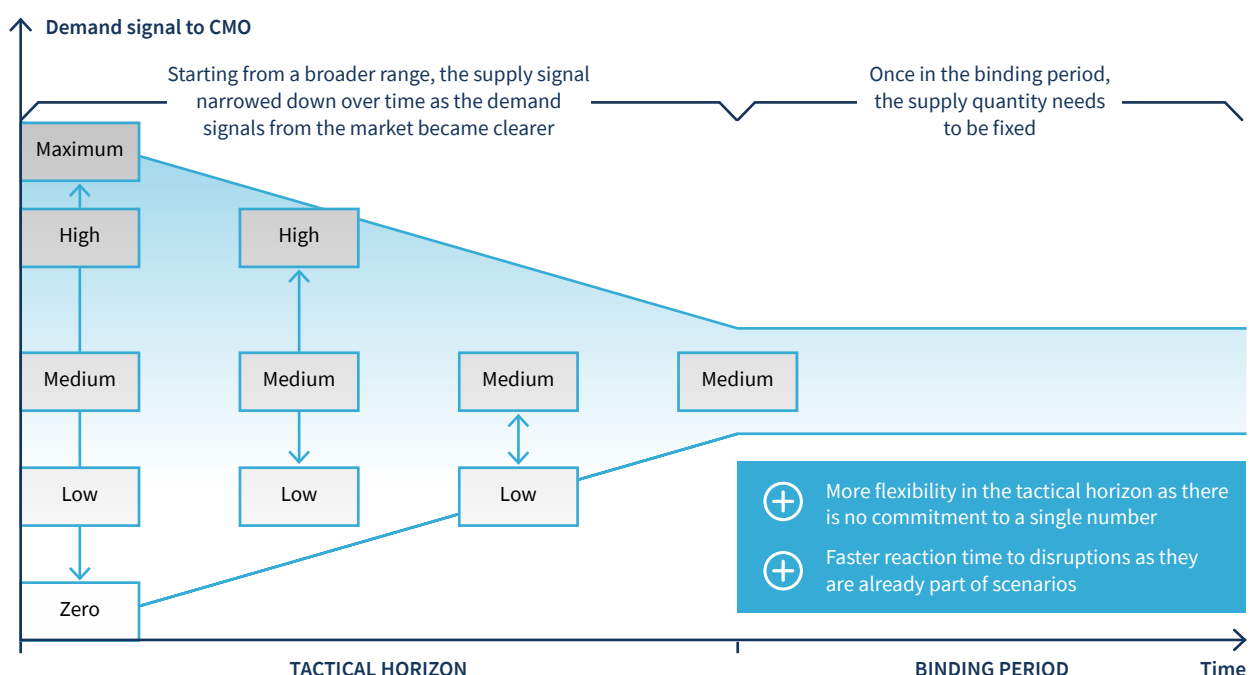 Demand signal to CMO
Starting from a broader range, the supply signal
narrowed down over time as the demand
signals from the market became clearer
Once in the binding period,
the supply quantity needs
to be fixed
Maximum
High
High
Medium
Medium
Medium
Medium
Low
Low
Low
Zero
More flexibility in the tactical horizon as there
is no commitment to a single number
Faster reaction time to disruptions as they
are already part of scenarios
TACTICAL HORIZON
BINDING PERIOD
Time